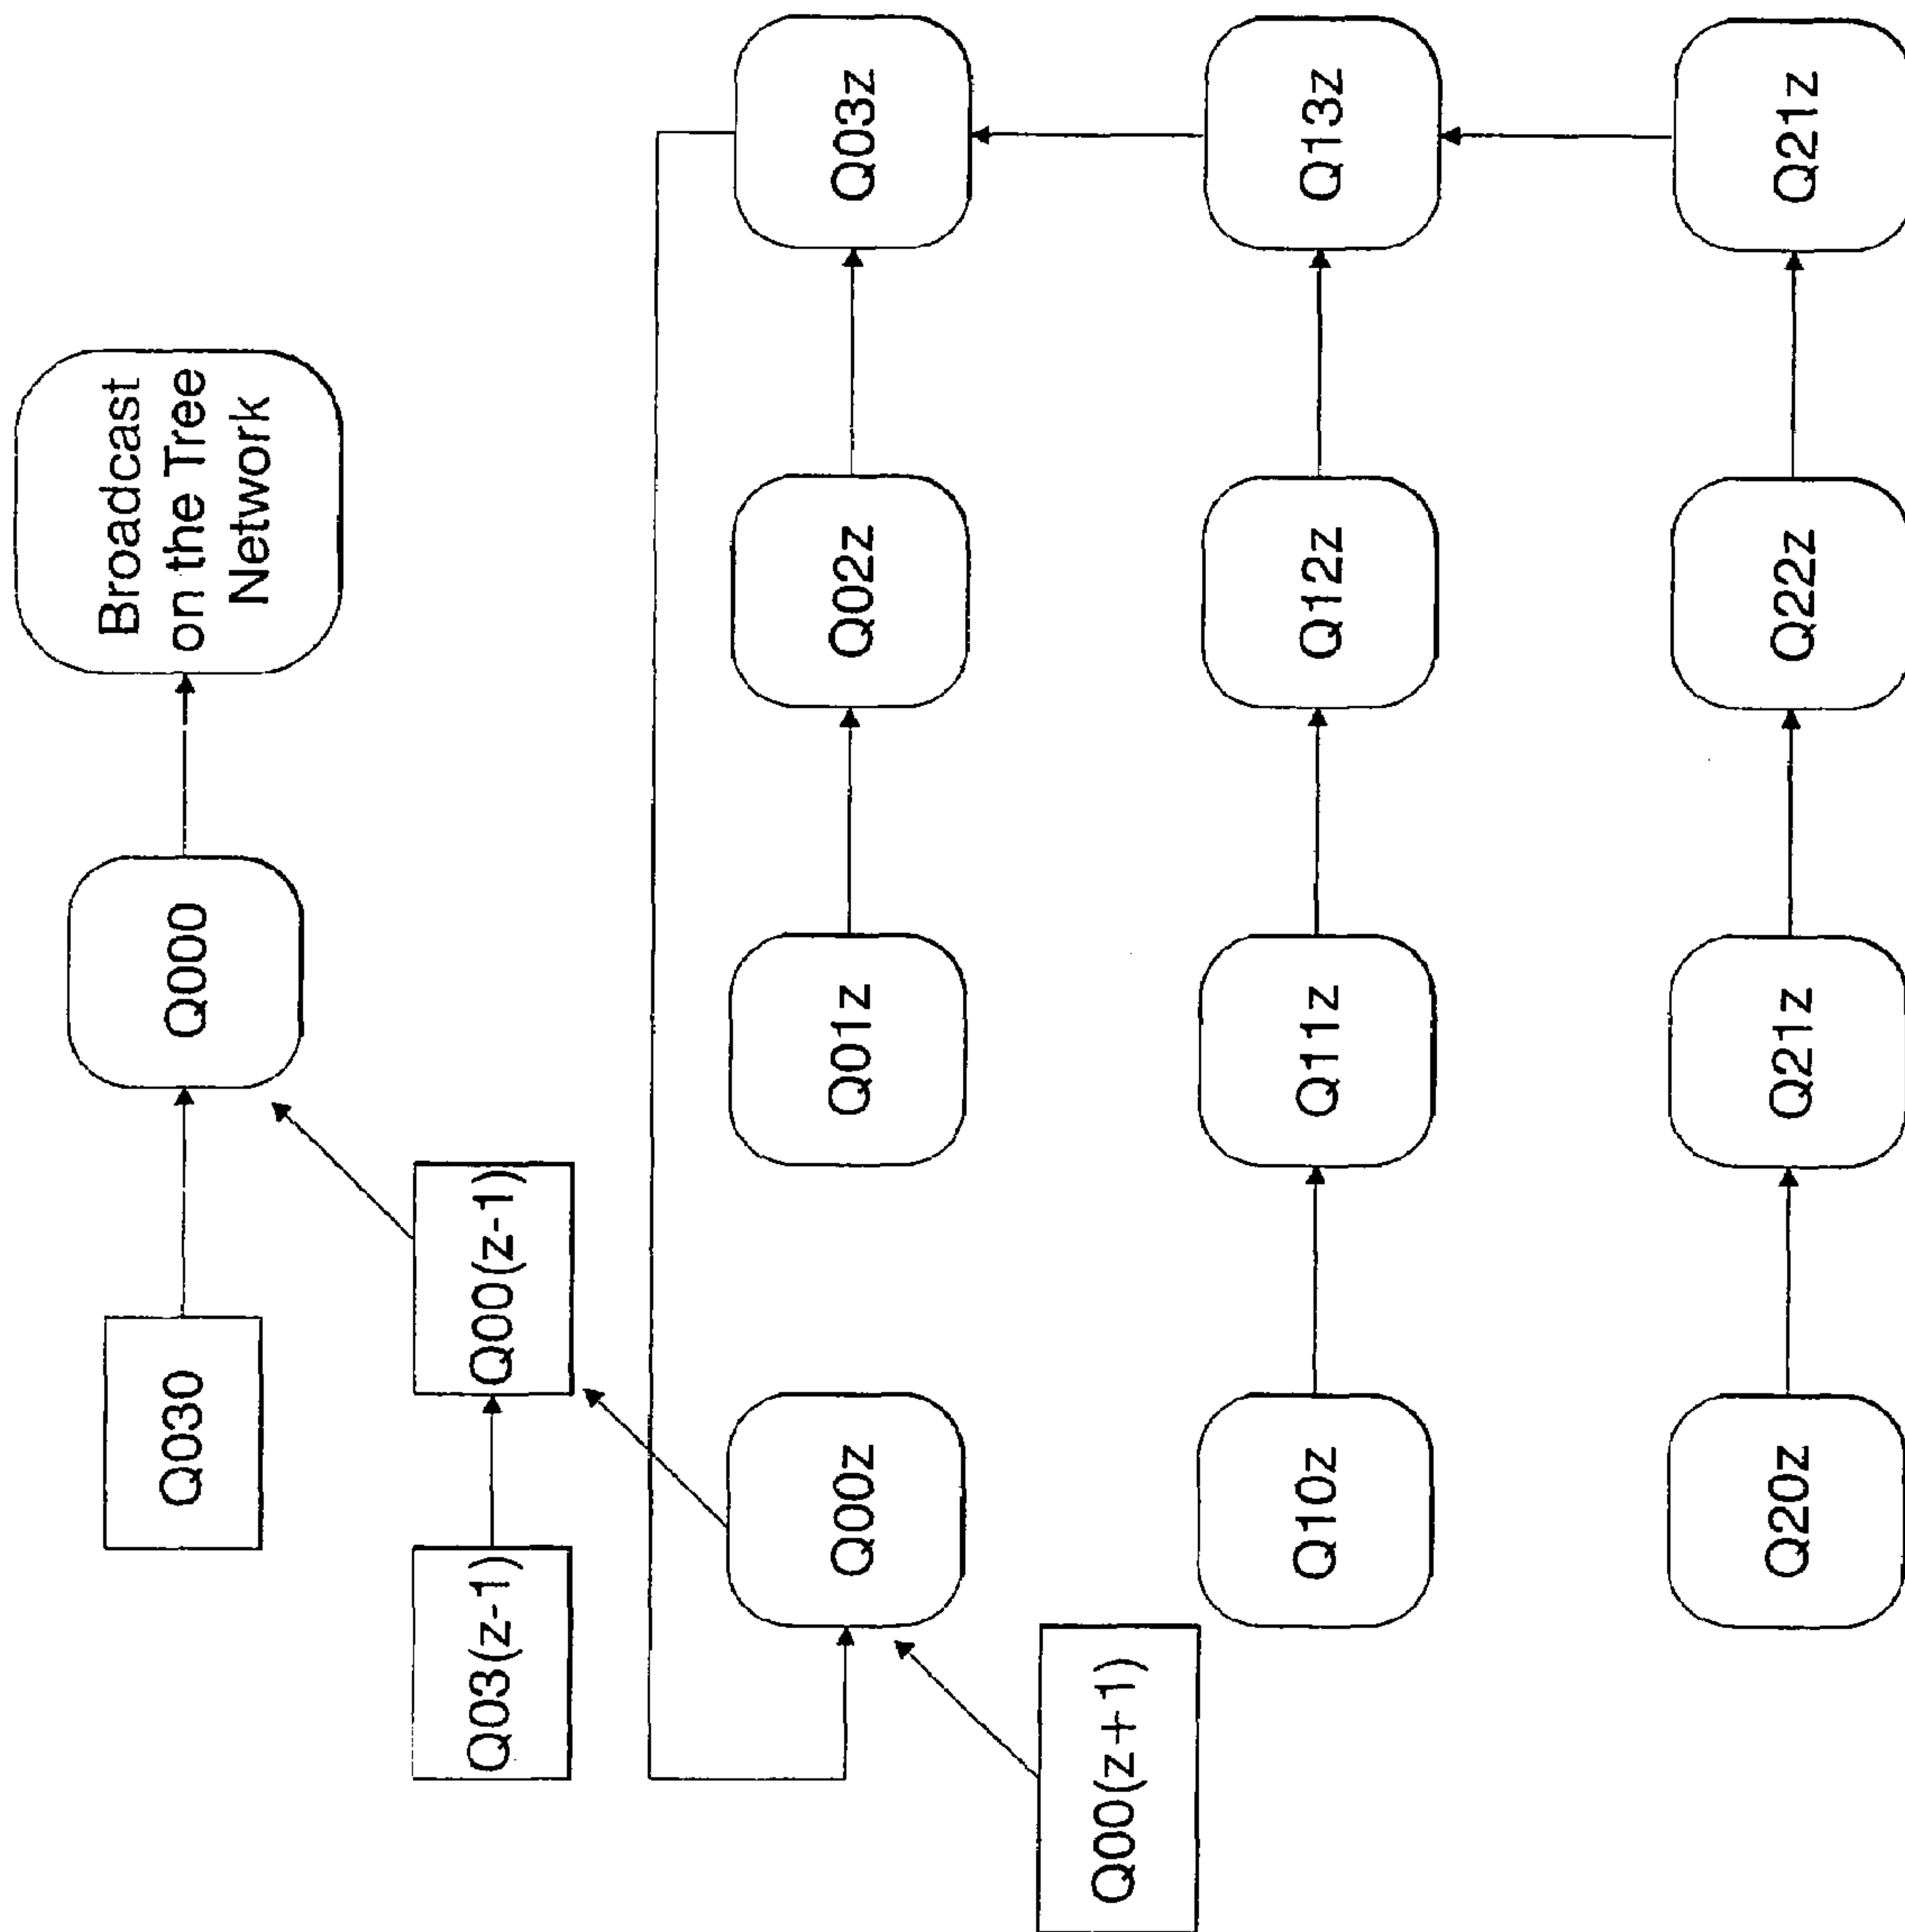 Q030
Q000
Broadcast
on the Tree
Network
Q03(z-1)
Q00(z-1)
Q00z
Q01z
Q02z
Q03z
Q00(z+1)
Q10z
Q11z
Q12z
Q13z
Q20z
Q21z
Q22z
Q21z